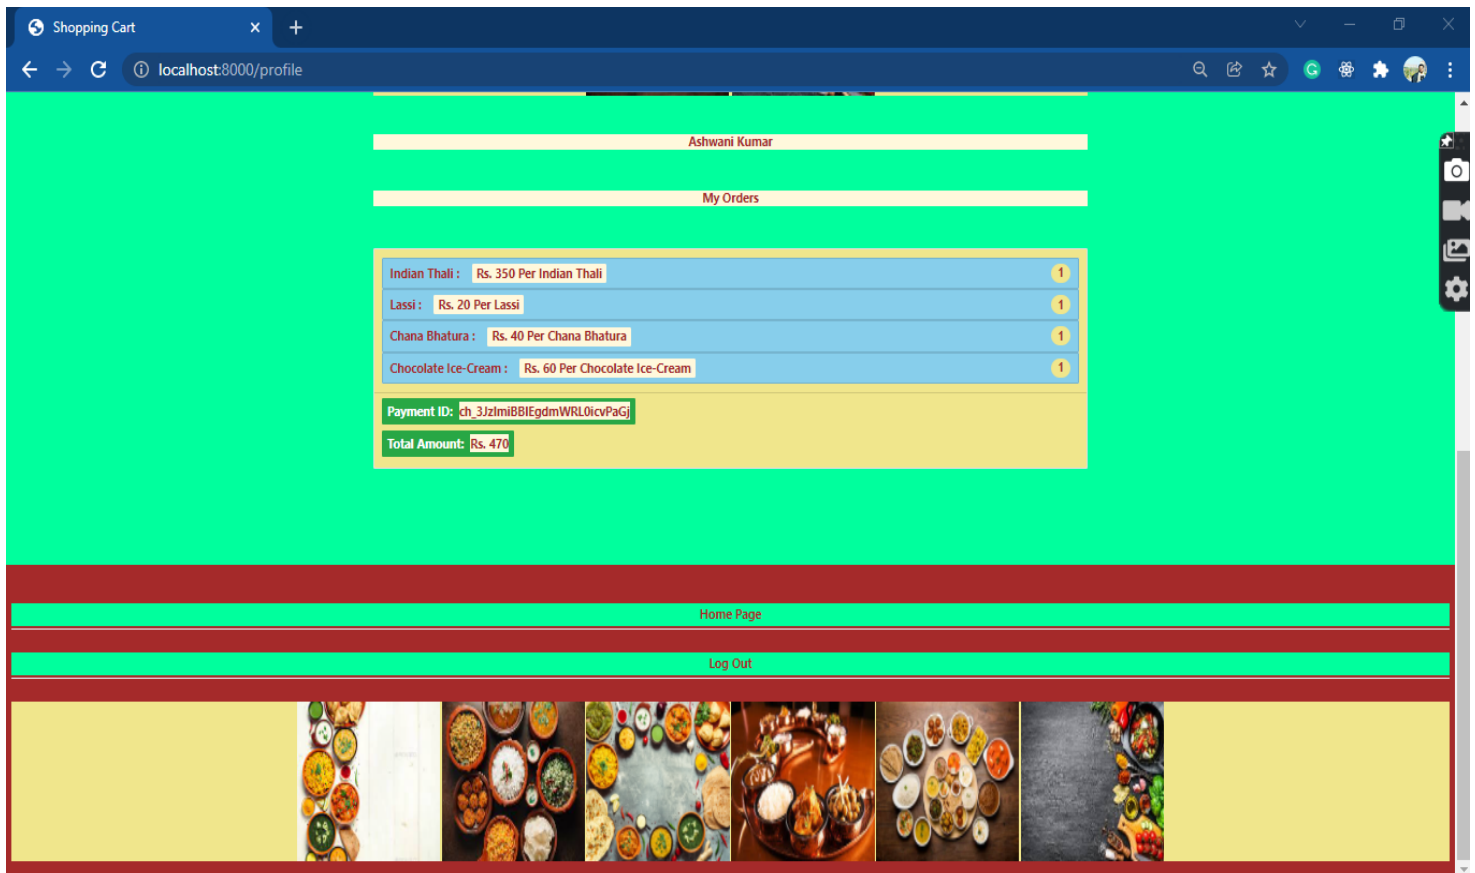 Shopping Cart
localhost:8000/profile
Ashwani Kumar
My Orders
Indian Thali : Rs. 350 Per Indian Thali 1
Lassi : Rs. 20 Per Lassi 1
Chana Bhatura : Rs. 40 Per Chana Bhatura 1
Chocolate Ice-Cream : Rs. 60 Per Chocolate Ice-Cream 1
Payment ID:
Total Amount: Rs. 470
Home Page
Log Out